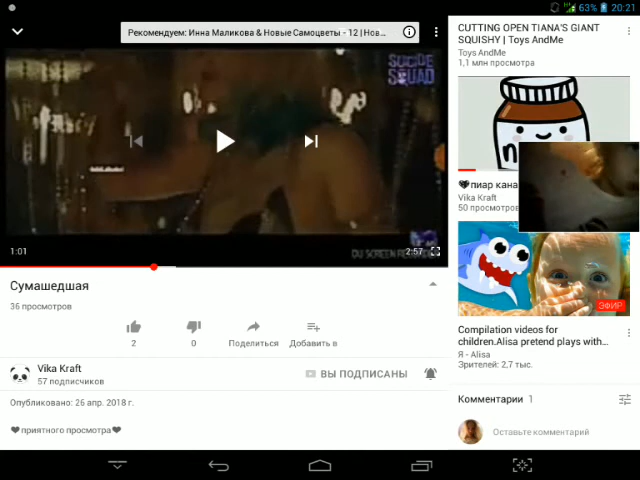 63% 20:21
Рекомендуем: Инна Маликова & Новые Самоцветы - 12 | Нов...
SUICIDE
SQUAD
1:01
2:57
DU SCREEN RE
Сумашедшая
36 просмотров
2
0
Поделиться
Добавить в
Vika Kraft
57 подписчиков
ВЫ ПОДПИСАНЫ
Опубликовано: 26 апр. 2018 г.
🖤приятного просмотра🖤
CUTTING OPEN TIANA'S GIANT
SQUISHY | Toys AndMe
Toys AndMe
1,1 млн просмотра
🖤пиар кана
Vika Kraft
50 просмотров
ЭФИР
Compilation videos for
children.Alisa pretend plays with...
Я - Alisa
Зрителей: 2,7 тыс.
Комментарии 1
Оставьте комментарий